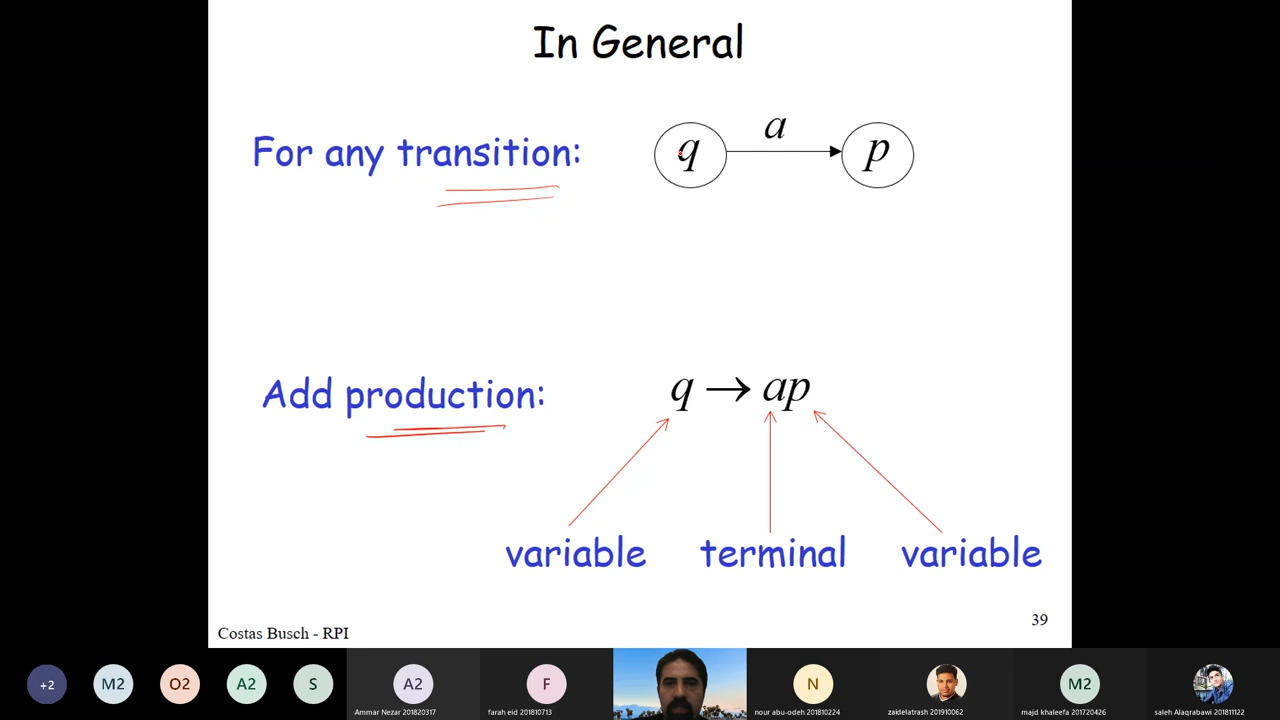 In General
For any transition:
q
a
p
Add production:
q → ap
variable
terminal
variable
39
Costas Busch - RPI
+2
M2
O2
A2
S
A2
F
N
M2
Ammar Nezar 201820317
farah eid 201810713
nour abu-odeh 201810224
zaidelatrash 201910062
majd khaleefa 201720426
saleh Alaqrabawi 201811122